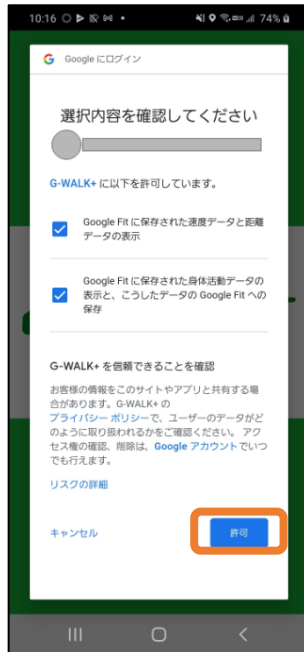 10:16
74%
Google にログイン
選択内容を確認してください
G-WALK+ に以下を許可しています。
Google Fit に保存された速度データと距離
データの表示
Google Fit に保存された身体活動データの
表示と、こうしたデータの Google Fit への
保存
G-WALK+ を信頼できることを確認
お客様の情報をこのサイトやアプリと共有する場
合があります。G-WALK+ の
プライバシー ポリシーで、ユーザーのデータがど
のように取り扱われるかをご確認ください。 アク
セス権の確認、削除は、Google アカウントでいつ
でも行えます。
リスクの詳細
キャンセル
許可